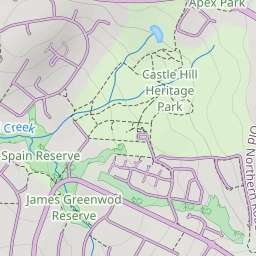 Apex Park
Castle Hill
Heritage
Park
Creek
Spain Reserve
James Greenwod
Reserve
Old Northern Road